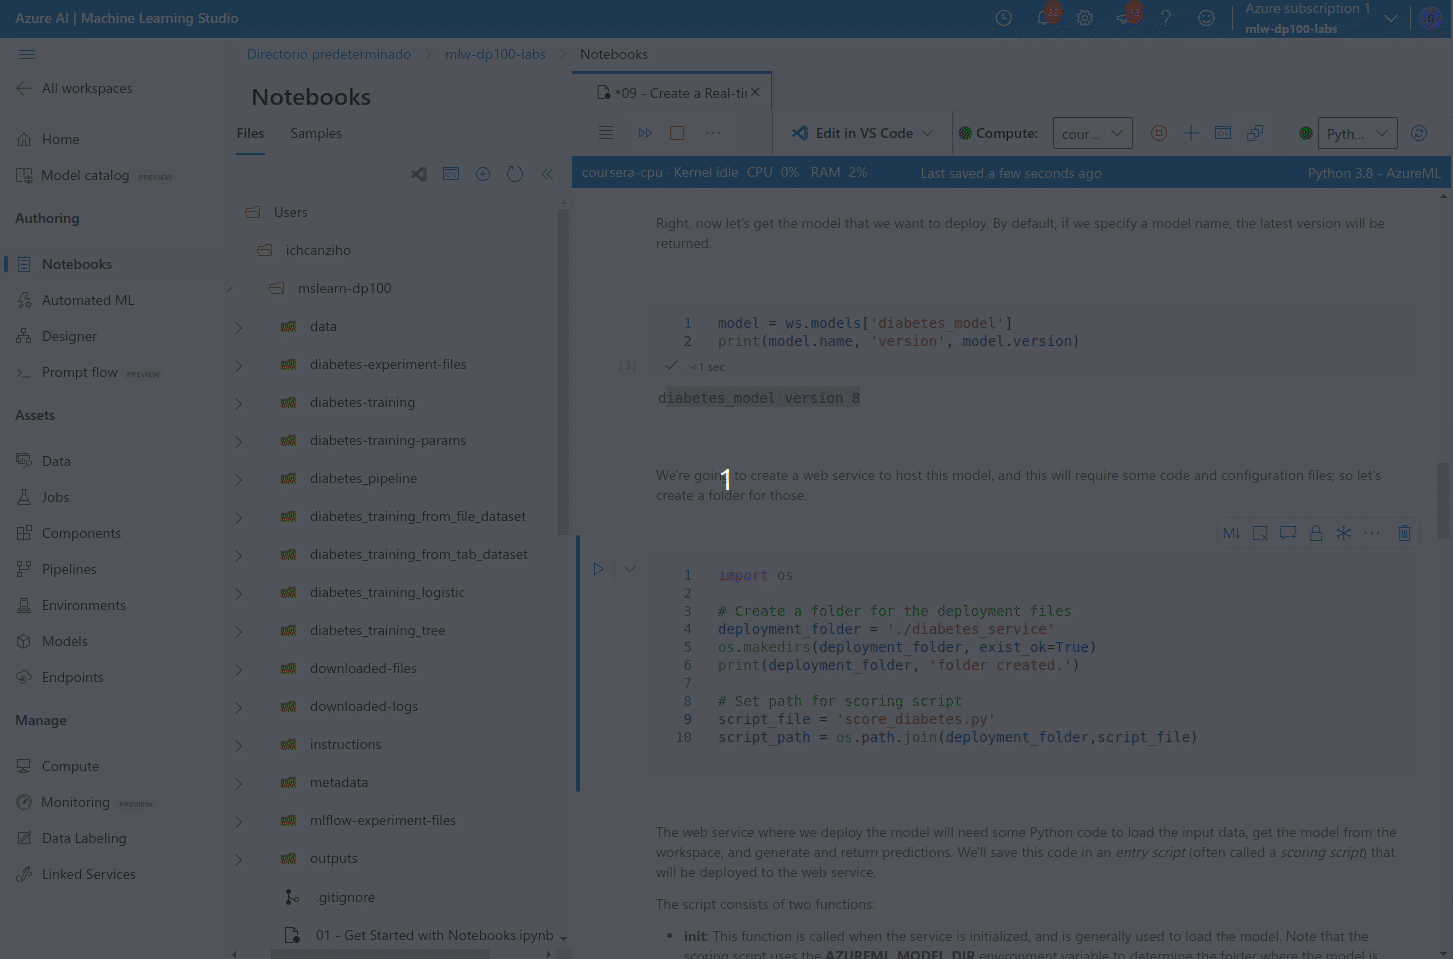 Azure AI | Machine Learning Studio
32
13
?
Azure subscription 1
mlw-dp100-labs
Directorio predeterminado > mlw-dp100-labs > Notebooks
All workspaces
Home
Model catalog PREVIEW
Authoring
Notebooks
Automated ML
Designer
Prompt flow PREVIEW
Assets
Data
Jobs
Components
Pipelines
Environments
Models
Endpoints
Manage
Compute
Monitoring PREVIEW
Data Labeling
Linked Services
Notebooks
Files
Samples
Users
ichcanziho
mslearn-dp100
data
diabetes-experiment-files
diabetes-training
diabetes-training-params
diabetes_pipeline
diabetes_training_from_file_dataset
diabetes_training_from_tab_dataset
diabetes_training_logistic
diabetes_training_tree
downloaded-files
downloaded-logs
instructions
metadata
mlflow-experiment-files
outputs
.gitignore
01 - Get Started with Notebooks.ipynb
*09 - Create a Real-tir
Edit in VS Code
Compute:
cour...
Pyth...
coursera-cpu · Kernel idle CPU 0% RAM 2%
Last saved a few seconds ago
Python 3.8 - AzureML
Right, now let's get the model that we want to deploy. By default, if we specify a model name, the latest version will be
returned.
1 model = ws.models['diabetes_model']
2 print(model.name, 'version', model.version)
[3]
<1 sec
diabetes_model version 8
1
We're going to create a web service to host this model, and this will require some code and configuration files; so let's
create a folder for those.
M↓
1 import os
2
3 # Create a folder for the deployment files
4 deployment_folder = './diabetes_service'
5 os.makedirs(deployment_folder, exist_ok=True)
6 print(deployment_folder, 'folder created.')
7
8 # Set path for scoring script
9 script_file = 'score_diabetes.py'
10 script_path = os.path.join(deployment_folder,script_file)
The web service where we deploy the model will need some Python code to load the input data, get the model from the
workspace, and generate and return predictions. We'll save this code in an entry script (often called a scoring script) that
will be deployed to the web service.
The script consists of two functions:
• init: This function is called when the service is initialized, and is generally used to load the model. Note that the
scoring script uses the AZUREML_MODEL_DIR environment variable to determine the folder where the model is